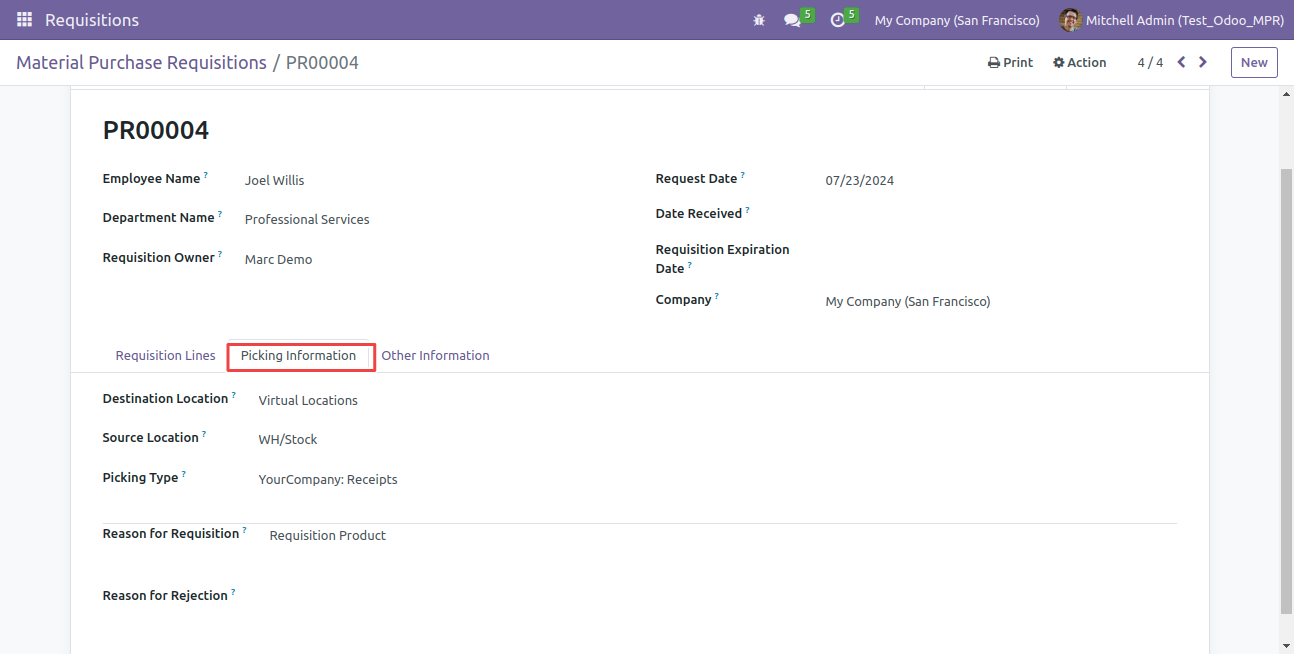 Requisitions 5 5 My Company (San Francisco) Mitchell Admin (Test_Odoo_MPR)
Material Purchase Requisitions / PR00004 Print Action 4 / 4 New
PR00004
Employee Name ? Joel Willis Request Date ? 07/23/2024
Department Name ? Professional Services Date Received ?
Requisition Owner ? Marc Demo Requisition Expiration
Date ?
Company ? My Company (San Francisco)
Requisition Lines Picking Information Other Information
Destination Location ? Virtual Locations
Source Location ? WH/Stock
Picking Type ? YourCompany: Receipts
Reason for Requisition ? Requisition Product
Reason for Rejection ?